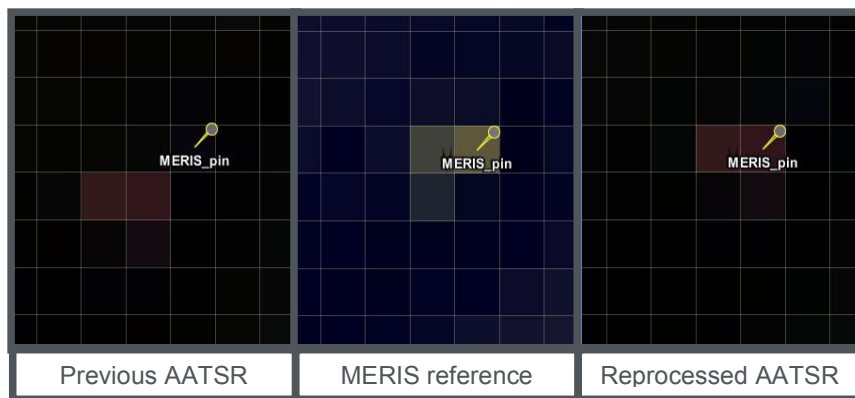 MERIS_pin
MERIS_pin
MERIS_pin
Previous AATSR
MERIS reference
Reprocessed AATSR